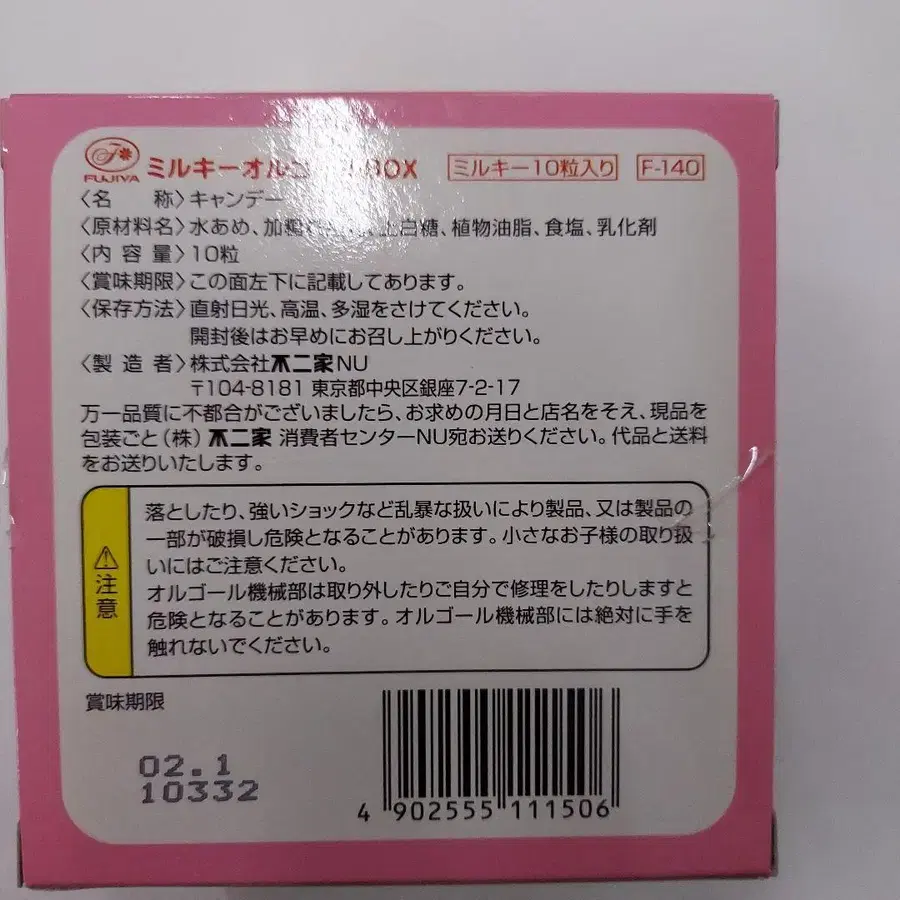 FUJIYA ミルキーオルゴ BOX ミルキー10粒入り F-140
〈名 称〉キャンデー
〈原材料名〉水あめ、加糖 上白糖、植物油脂、食塩、乳化剤
〈内容量〉10粒
〈賞味期限〉この面左下に記載してあります。
〈保存方法〉直射日光、高温、多湿をさけてください。
開封後はお早めにお召し上がりください。
〈製造者〉株式会社不二家NU
〒104-8181 東京都中央区銀座7-2-17
万一品質に不都合がございましたら、お求めの月日と店名をそえ、現品を
包装ごと(株)不二家 消費者センターNU宛お送りください。代品と送料
をお送りいたします。
注意
落としたり、強いショックなど乱暴な扱いにより製品、又は製品の
一部が破損し危険となることがあります。小さなお子様の取り扱
いにはご注意ください。
オルゴール機械部は取り外したりご自分で修理をしたりしますと
危険となることがあります。オルゴール機械部には絶対に手を
触れないでください。
賞味期限
02.1
10332
4 902555 111506